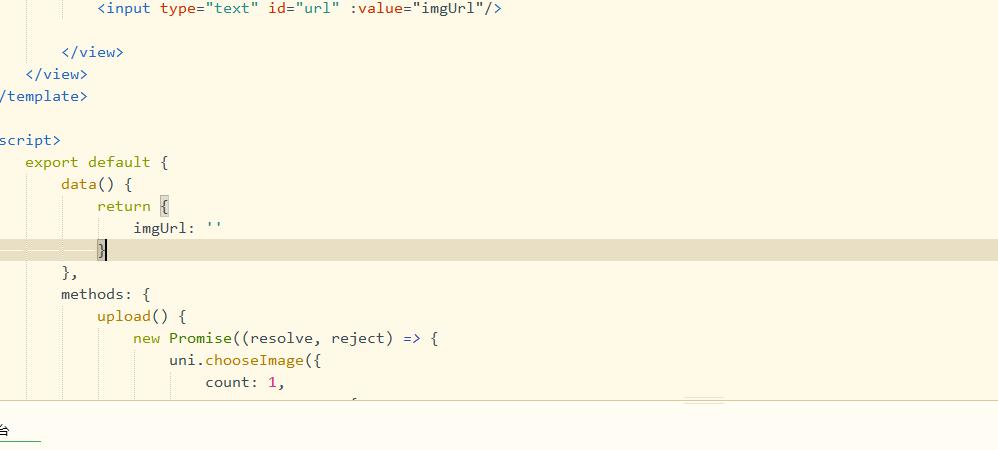 <input type="text" id="url" :value="imgUrl"/>
</view>
</view>
/template>
script>
export default {
data() {
return {
imgUrl: ''
}
},
methods: {
upload() {
new Promise((resolve, reject) => {
uni.chooseImage({
count: 1,
台